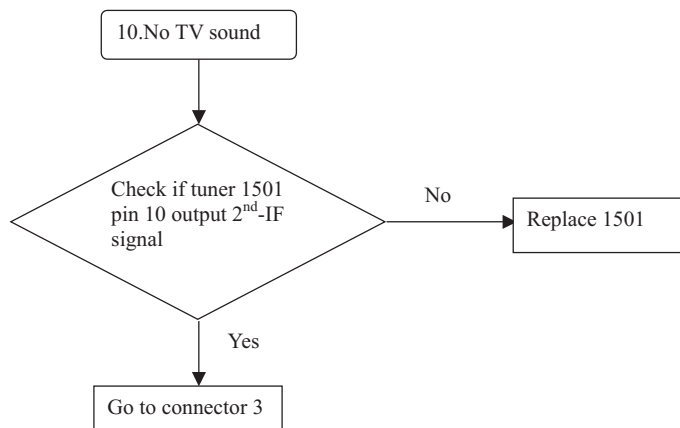 10.No TV sound
Check if tuner 1501
pin 10 output 2nd-IF
signal
No
Replace 1501
Yes
Go to connector 3